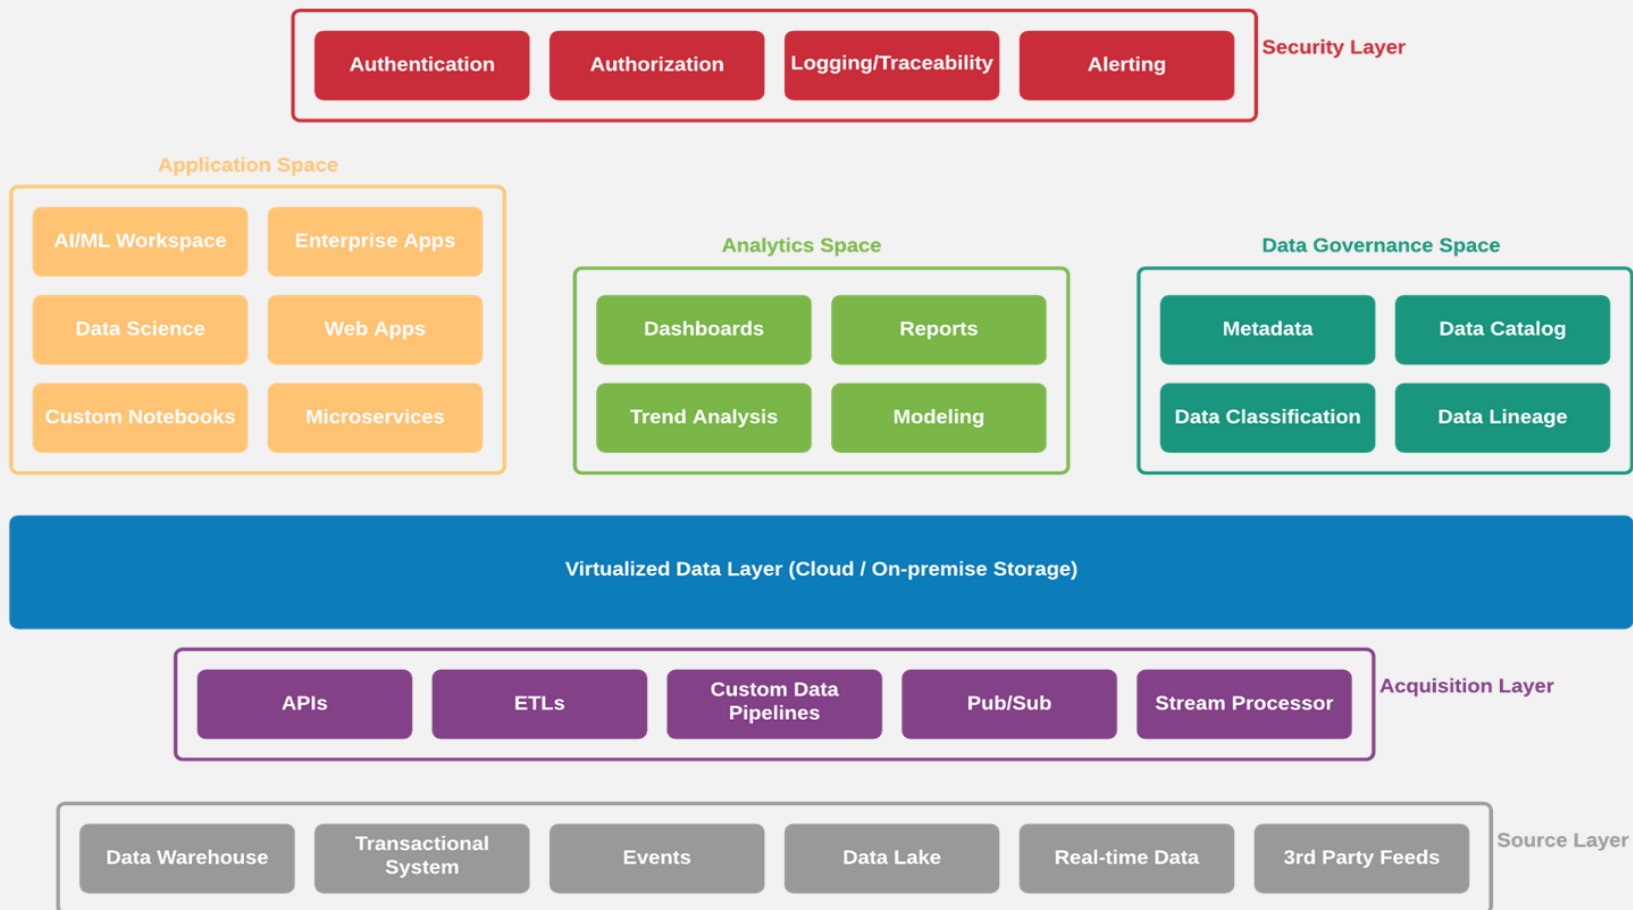 Security Layer
Authentication
Authorization
Logging/Traceability
Alerting
Application Space
AI/ML Workspace
Enterprise Apps
Data Science
Web Apps
Custom Notebooks
Microservices
Analytics Space
Dashboards
Reports
Trend Analysis
Modeling
Data Governance Space
Metadata
Data Catalog
Data Classification
Data Lineage
Virtualized Data Layer (Cloud / On-premise Storage)
Acquisition Layer
APIs
ETLs
Custom Data
Pipelines
Pub/Sub
Stream Processor
Source Layer
Data Warehouse
Transactional
System
Events
Data Lake
Real-time Data
3rd Party Feeds